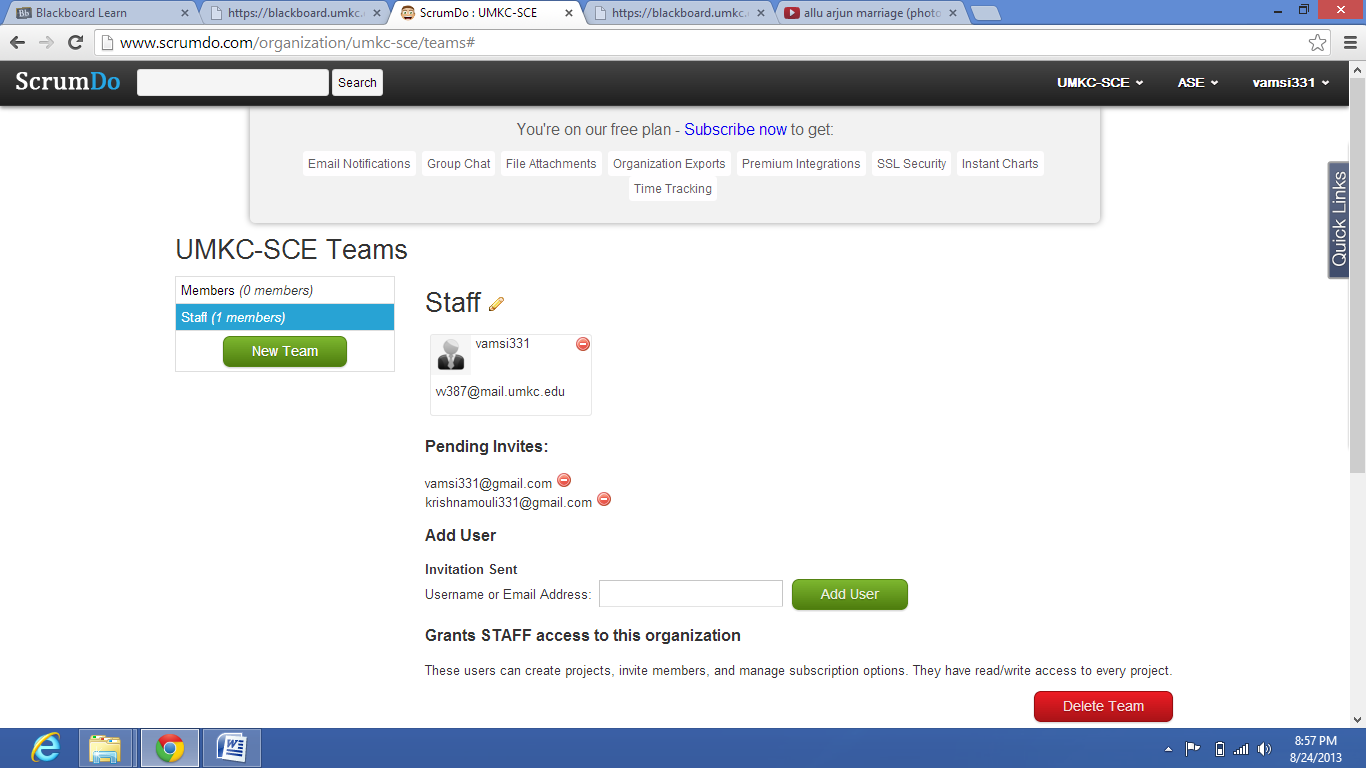 Blackboard Learn
https://blackboard.umkc.
ScrumDo : UMKC-SCE
https://blackboard.umkc.
allu arjun marriage (photo
www.scrumdo.com/organization/umkc-sce/teams#
ScrumDo
Search
UMKC-SCE
ASE
vamsi331
You're on our free plan - Subscribe now to get:
Email Notifications Group Chat File Attachments Organization Exports Premium Integrations SSL Security Instant Charts
Time Tracking
Quick Links
UMKC-SCE Teams
Members (0 members)
Staff (1 members)
New Team
Staff
vamsi331
vv387@mail.umkc.edu
Pending Invites:
vamsi331@gmail.com
krishnamouli331@gmail.com
Add User
Invitation Sent
Username or Email Address:
Add User
Grants STAFF access to this organization
These users can create projects, invite members, and manage subscription options. They have read/write access to every project.
Delete Team
8:57 PM
8/24/2013